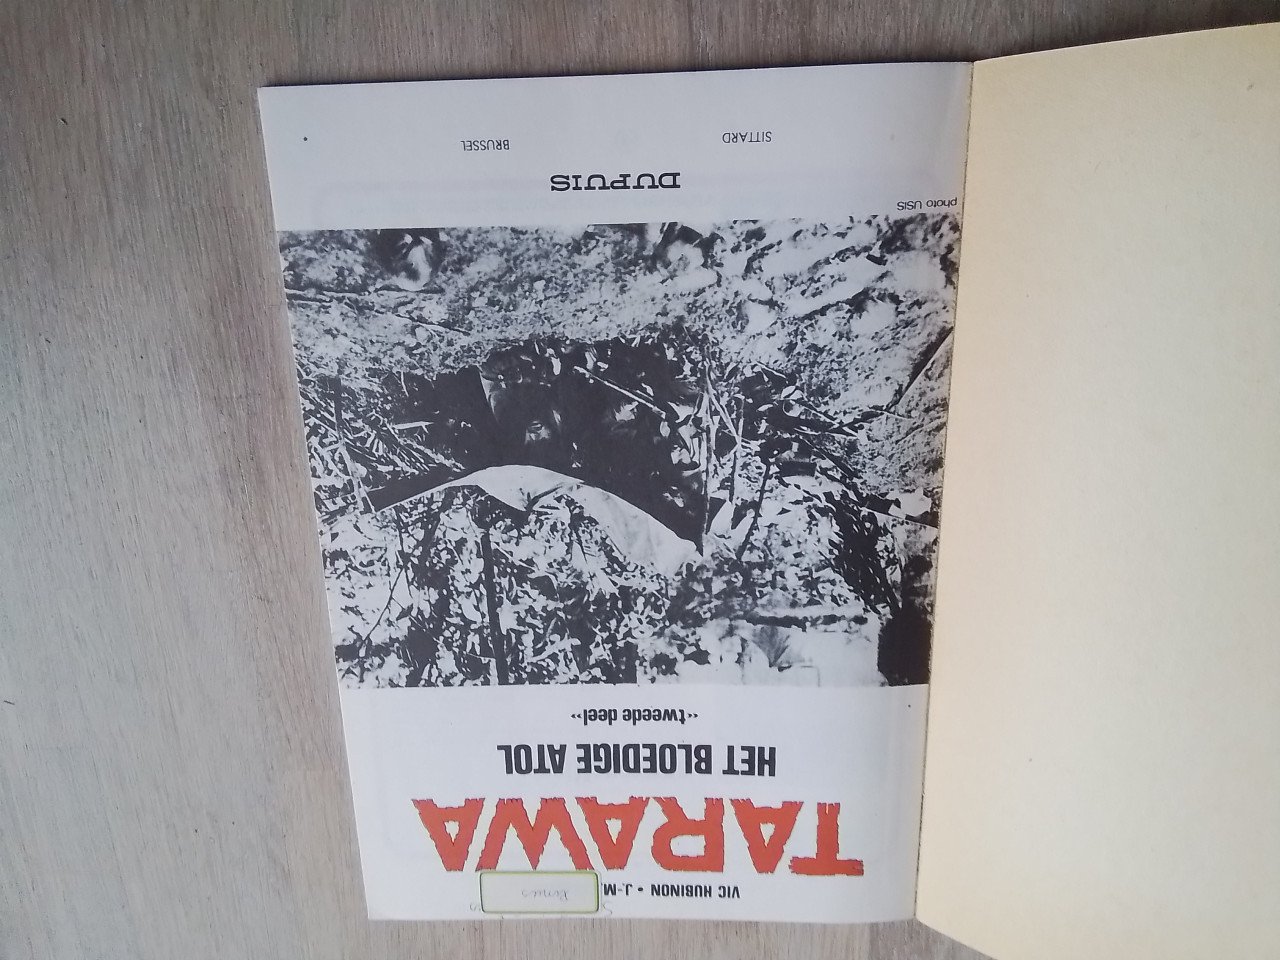 VIC HUBINON • J.-M.
TARAWA
HET BLOEDIGE ATOL
‹‹tweede deel››
photo USIS
DUPUIS
SITTARD BRUSSEL